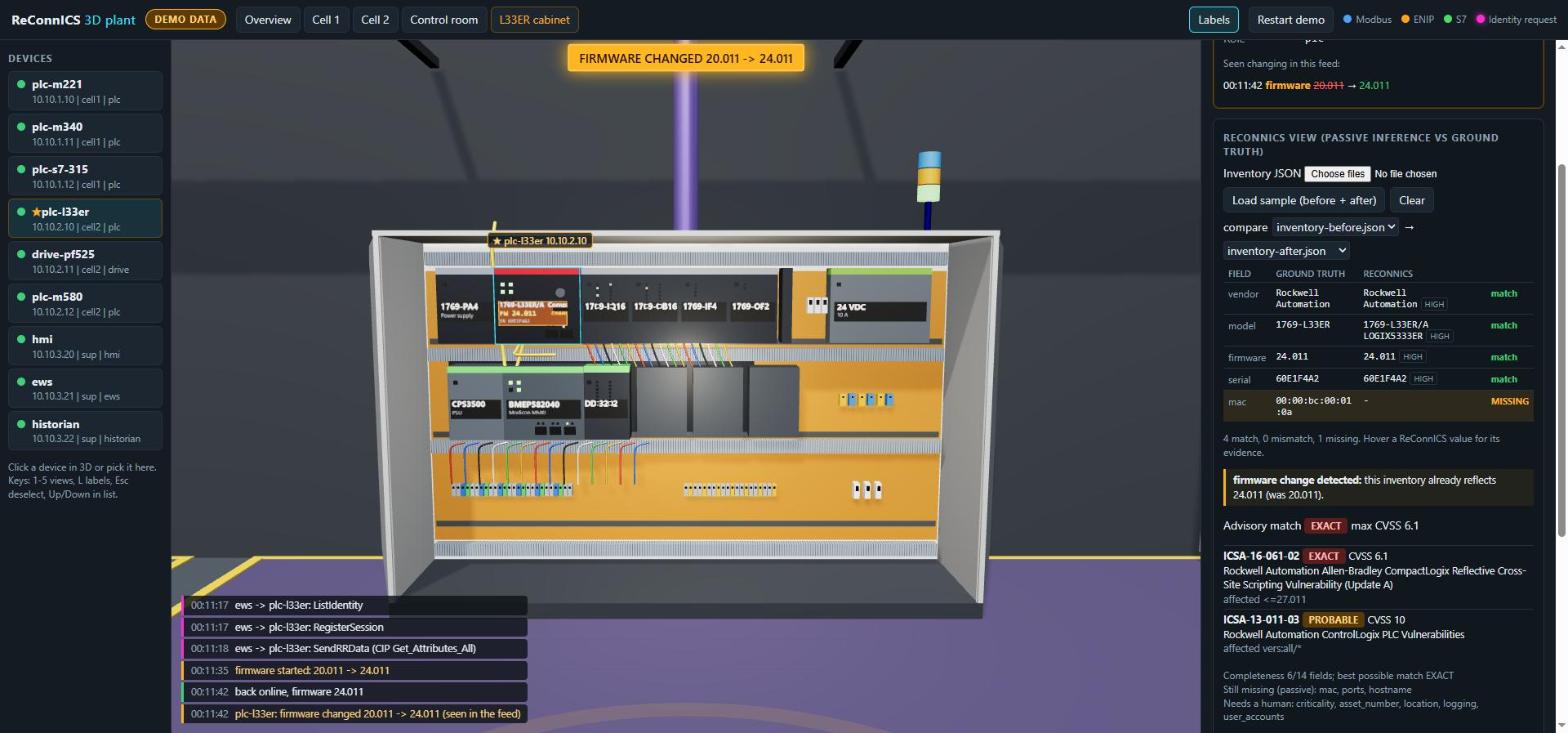 ReConnICS 3D plant
DEMO DATA
Overview
Cell 1
Cell 2
Control room
L33ER cabinet
Labels
Restart demo
Modbus
ENIP
S7
Identity request
DEVICES
plc-m221
10.10.1.10 | cell1 | plc
plc-m340
10.10.1.11 | cell1 | plc
plc-s7-315
10.10.1.12 | cell1 | plc
★plc-l33er
10.10.2.10 | cell2 | plc
drive-pf525
10.10.2.11 | cell2 | drive
plc-m580
10.10.2.12 | cell2 | plc
hmi
10.10.3.20 | sup | hmi
ews
10.10.3.21 | sup | ews
historian
10.10.3.22 | sup | historian
Click a device in 3D or pick it here.
Keys: 1-5 views, L labels, Esc
deselect, Up/Down in list.
FIRMWARE CHANGED 20.011 -> 24.011
★ plc-l33er 10.10.2.10
1769-PA4
Power supply
1769-L33ER/A
FW 24.011
SN 60E1F4A2
1769-IF4
1769-OF2
24 VDC
10 A
CPS3500
PSU
BMEP582040
Modicon M580
00:11:17 ews -> plc-l33er: ListIdentity
00:11:17 ews -> plc-l33er: RegisterSession
00:11:18 ews -> plc-l33er: SendRRData (CIP Get_Attributes_All)
00:11:35 firmware started: 20.011 -> 24.011
00:11:42 back online, firmware 24.011
00:11:42 plc-l33er: firmware changed 20.011 -> 24.011 (seen in the feed)
Seen changing in this feed:
00:11:42 firmware 20.011 → 24.011
RECONNICS VIEW (PASSIVE INFERENCE VS GROUND
TRUTH)
Inventory JSON Choose files No file chosen
Load sample (before + after)
Clear
compare inventory-before.json →
inventory-after.json
FIELD GROUND TRUTH RECONNICS
vendor Rockwell Automation Rockwell Automation HIGH match
model 1769-L33ER 1769-L33ER/A LOGIX5333ER HIGH match
firmware 24.011 24.011 HIGH match
serial 60E1F4A2 60E1F4A2 HIGH match
mac 00:00:bc:00:01:0a - MISSING
4 match, 0 mismatch, 1 missing. Hover a ReConnICS value for its
evidence.
firmware change detected: this inventory already reflects
24.011 (was 20.011).
Advisory match EXACT max CVSS 6.1
ICSA-16-061-02 EXACT CVSS 6.1
Rockwell Automation Allen-Bradley CompactLogix Reflective Cross-
Site Scripting Vulnerability (Update A)
affected <=27.011
ICSA-13-011-03 PROBABLE CVSS 10
Rockwell Automation ControlLogix PLC Vulnerabilities
affected vers:all/*
Completeness 6/14 fields; best possible match EXACT
Still missing (passive): mac, ports, hostname
Needs a human: criticality, asset_number, location, logging,
user_accounts